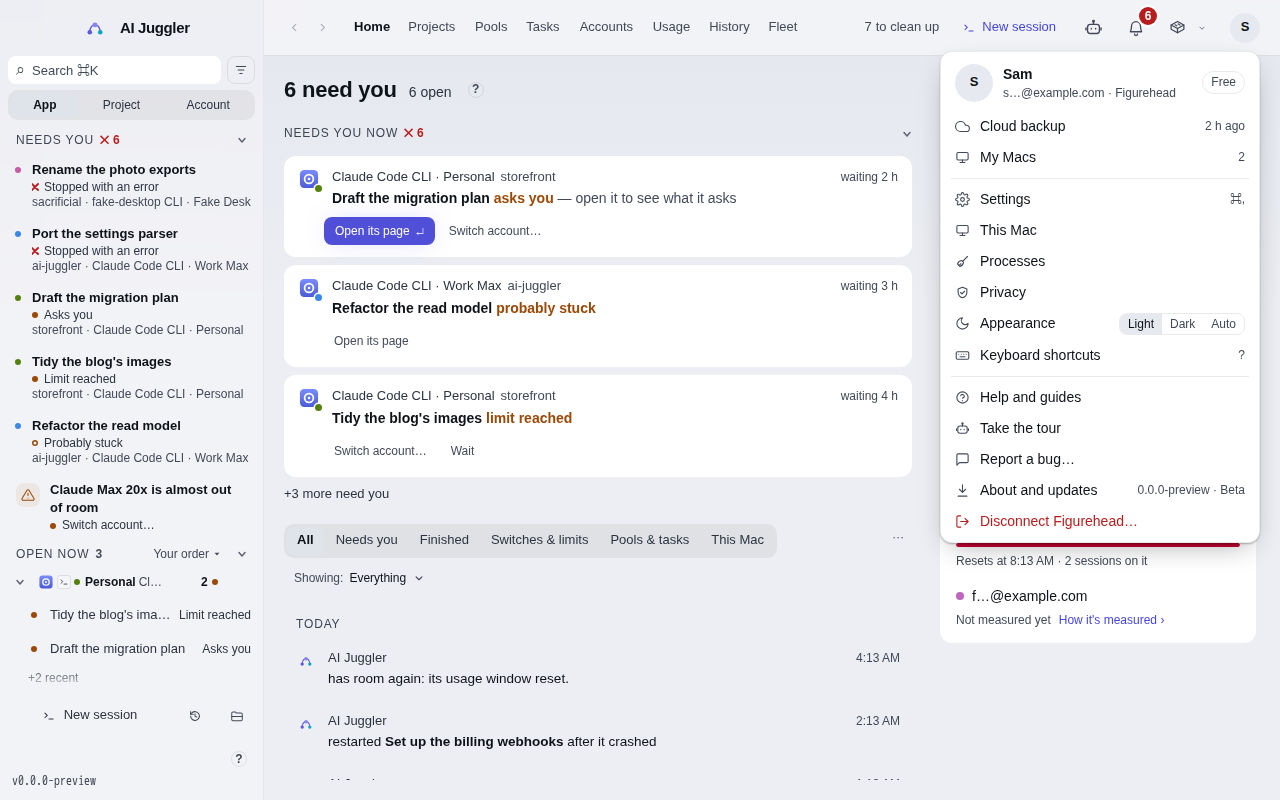 AI Juggler
Search ⌘K
App Project Account
NEEDS YOU 6
Rename the photo exports
Stopped with an error
sacrificial · fake-desktop CLI · Fake Desk
Port the settings parser
Stopped with an error
ai-juggler · Claude Code CLI · Work Max
Draft the migration plan
Asks you
storefront · Claude Code CLI · Personal
Tidy the blog's images
Limit reached
storefront · Claude Code CLI · Personal
Refactor the read model
Probably stuck
ai-juggler · Claude Code CLI · Work Max
Claude Max 20x is almost out
of room
Switch account…
OPEN NOW 3 Your order
Personal Cl… 2
Tidy the blog's ima… Limit reached
Draft the migration plan Asks you
+2 recent
New session
?
v0.0.0-preview
Home Projects Pools Tasks Accounts Usage History Fleet 7 to clean up New session 6 S
6 need you 6 open ?
NEEDS YOU NOW 6
Claude Code CLI · Personal storefront waiting 2 h
Draft the migration plan asks you — open it to see what it asks
Open its page Switch account…
Claude Code CLI · Work Max ai-juggler waiting 3 h
Refactor the read model probably stuck
Open its page
Claude Code CLI · Personal storefront waiting 4 h
Tidy the blog's images limit reached
Switch account… Wait
+3 more need you
All Needs you Finished Switches & limits Pools & tasks This Mac ...
Showing: Everything
TODAY
AI Juggler 4:13 AM
has room again: its usage window reset.
AI Juggler 2:13 AM
restarted Set up the billing webhooks after it crashed
S Sam
s…@example.com · Figurehead Free
Cloud backup 2 h ago
My Macs 2
Settings ⌘,
This Mac
Processes
Privacy
Appearance Light Dark Auto
Keyboard shortcuts ?
Help and guides
Take the tour
Report a bug…
About and updates 0.0.0-preview · Beta
Disconnect Figurehead…
Resets at 8:13 AM · 2 sessions on it
f…@example.com
Not measured yet How it's measured ›